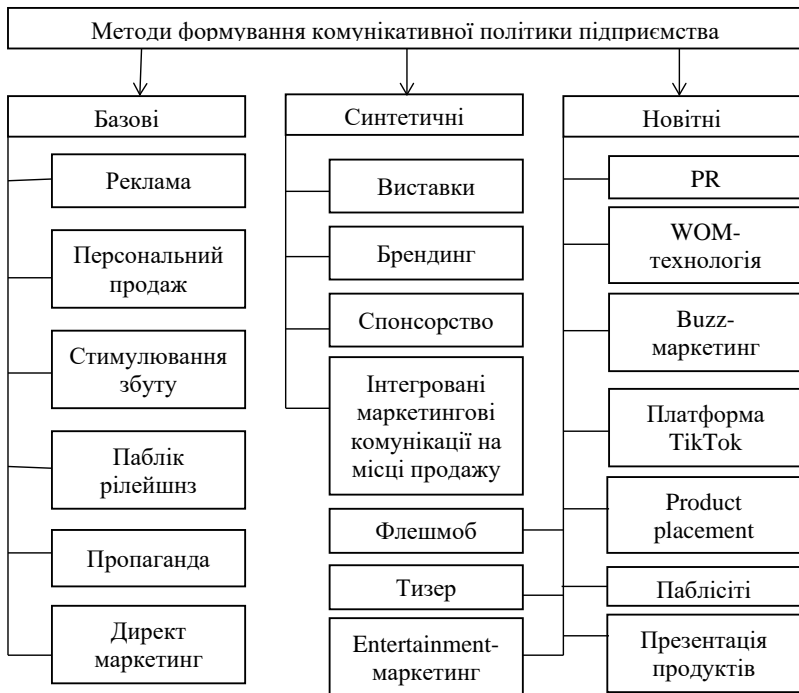 Методи формування комунікативної політики підприємства
Базові
Реклама
Персональний
продаж
Стимулювання
збуту
Паблік
рілейшнз
Пропаганда
Директ
маркетинг
Синтетичні
Виставки
Брендинг
Спонсорство
Інтегровані
маркетингові
комунікації на
місці продажу
Флешмоб
Тизер
Entertainment-
маркетинг
Новітні
PR
WOM-
технологія
Buzz-
маркетинг
Платформа
TikTok
Product
placement
Паблісіті
Презентація
продуктів